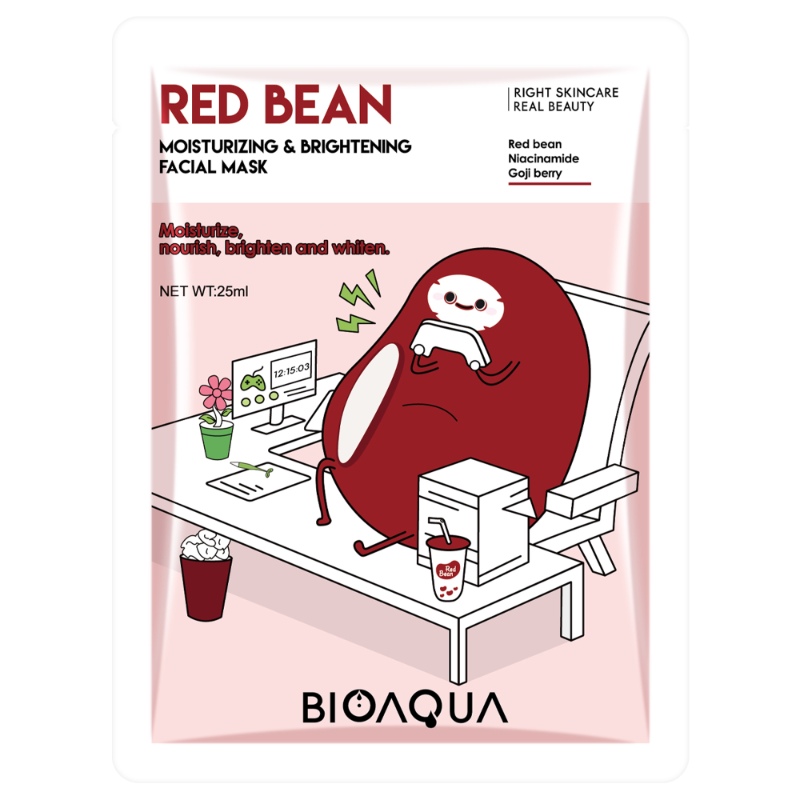 RED BEAN
MOISTURIZING & BRIGHTENING
FACIAL MASK
RIGHT SKINCARE
REAL BEAUTY
Red bean
Niacinamide
Goji berry
Moisturize,
nourish, brighten and whiten.
NET WT:25ml
12:15:03
Red
Bean
BIOAQUA